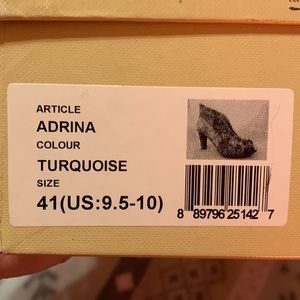 ARTICLE
ADRINA
COLOUR
TURQUOISE
SIZE
41(US:9.5-10)
8 89796 25142 7